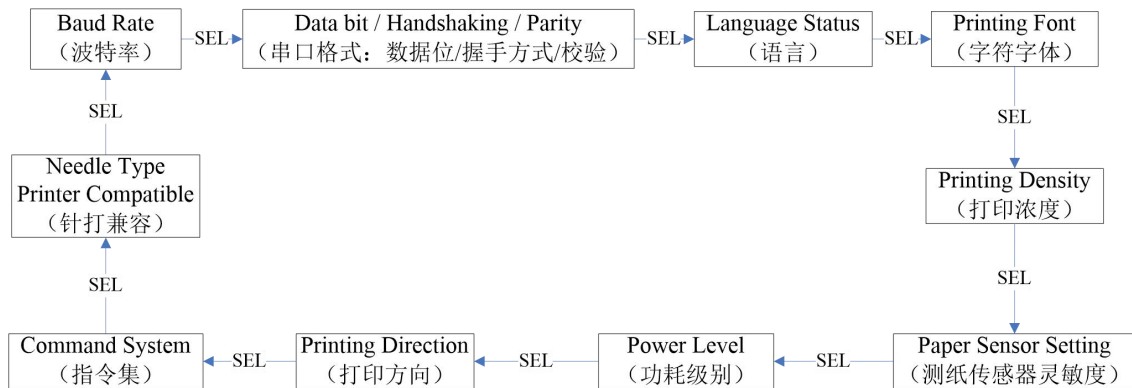 Baud Rate
（波特率）
SEL
Data bit / Handshaking / Parity
（串口格式：数据位/握手方式/校验）
SEL
Language Status
（语言）
SEL
Printing Font
（字符字体）
SEL
Printing Density
（打印浓度）
SEL
Paper Sensor Setting
（测纸传感器灵敏度）
SEL
Power Level
（功耗级别）
SEL
Printing Direction
（打印方向）
SEL
Command System
（指令集）
SEL
Needle Type
Printer Compatible
（针打兼容）
SEL